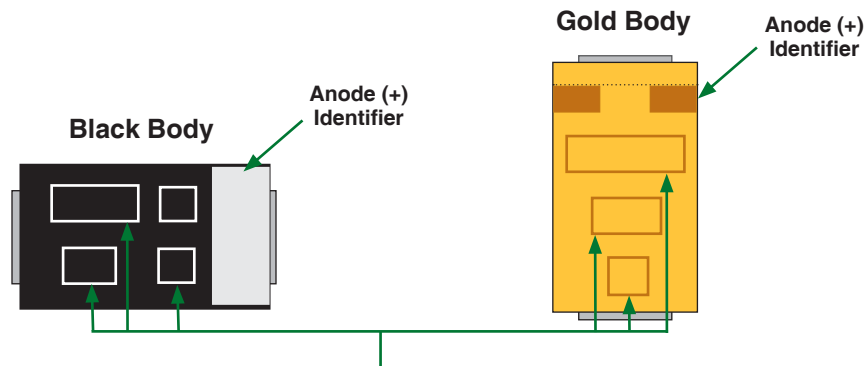 Gold Body
Anode (+)
Identifier
Anode (+)
Identifier
Black Body